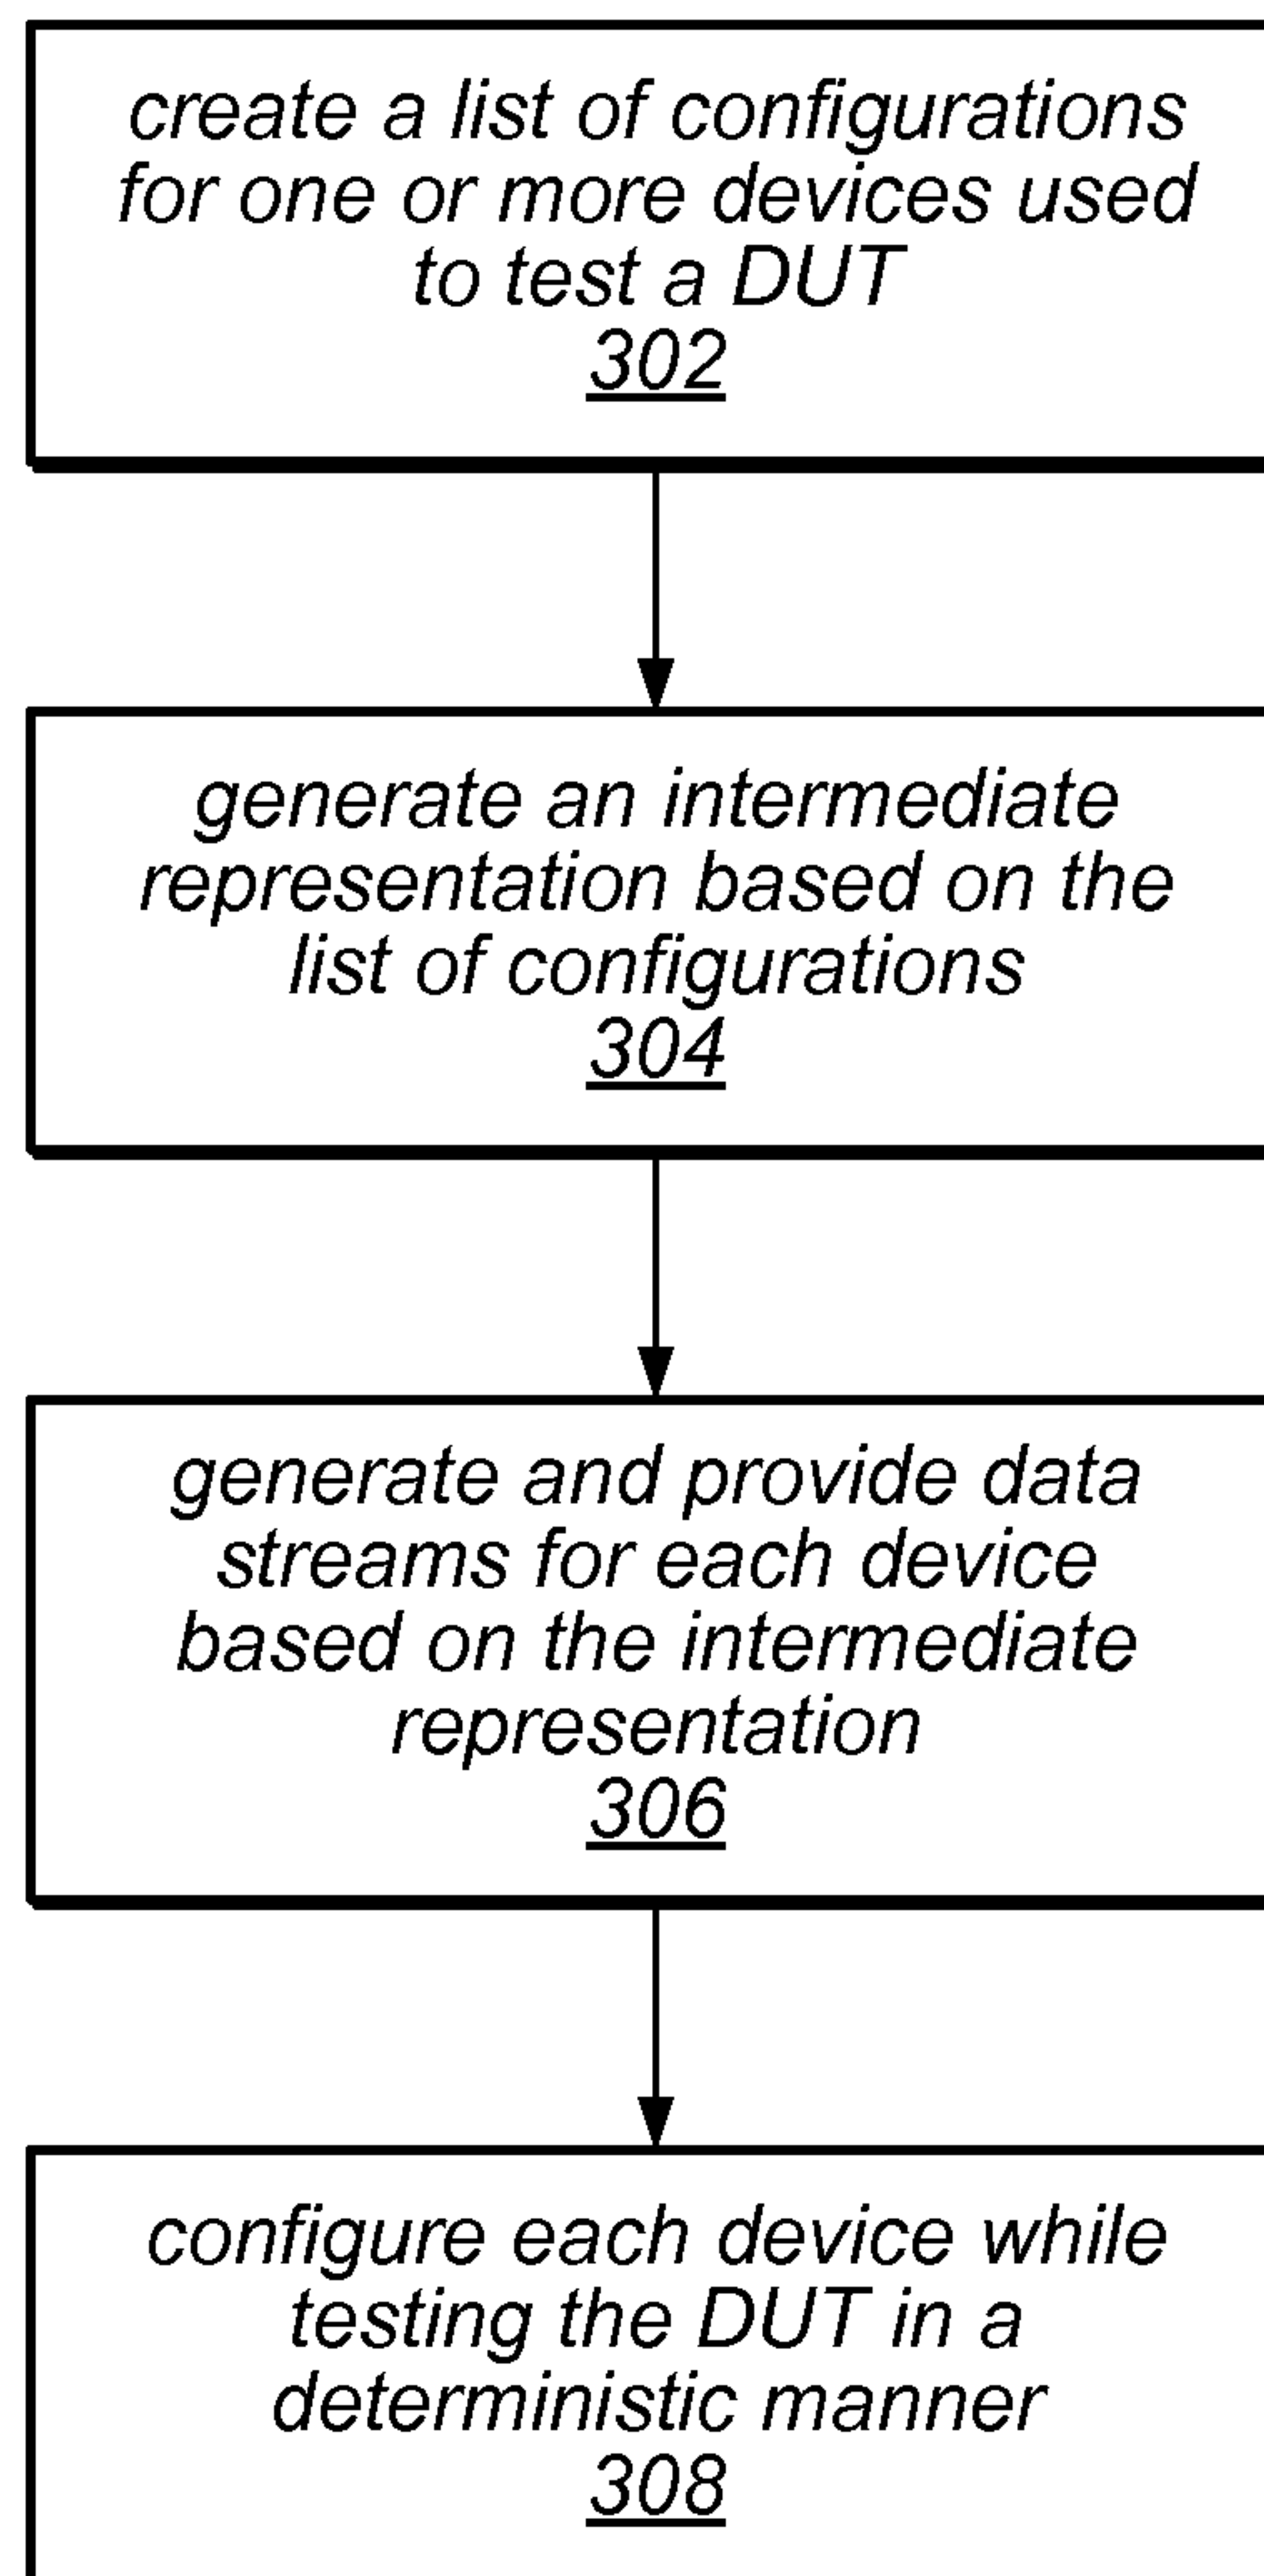 create a list of configurations
for one or more devices used
to test a DUT
302
generate an intermediate
representation based on the
list of configurations
304
generate and provide data
streams for each device
based on the intermediate
representation
306
configure each device while
testing the DUT in a
deterministic manner
308